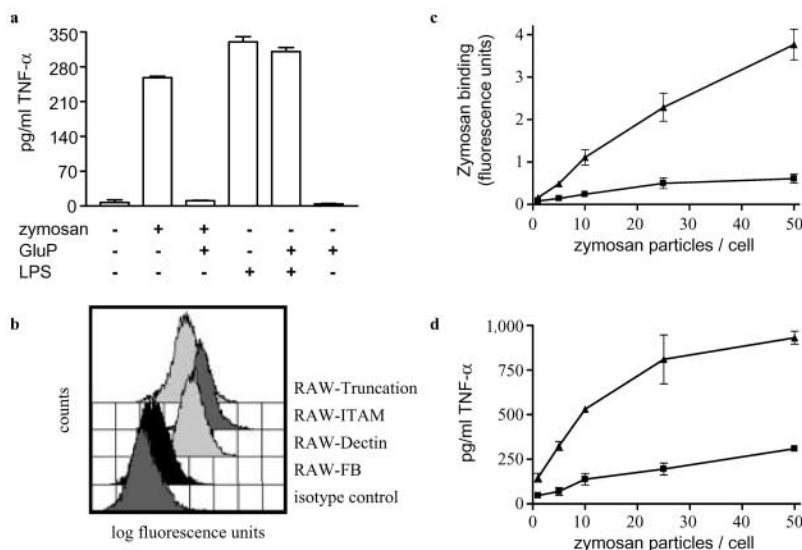 a
pg/ml TNF-α
350
280
210
140
70
0
zymosan - + + - - -
GluP - - + - + +
LPS - - - + + -
b
counts
RAW-Truncation
RAW-ITAM
RAW-Dectin
RAW-FB
isotype control
log fluorescence units
c
Zymosan binding
(fluorescence units)
4
3
2
1
0
0 10 20 30 40 50
zymosan particles / cell
d
pg/ml TNF-α
1,000
750
500
250
0
0 10 20 30 40 50
zymosan particles / cell